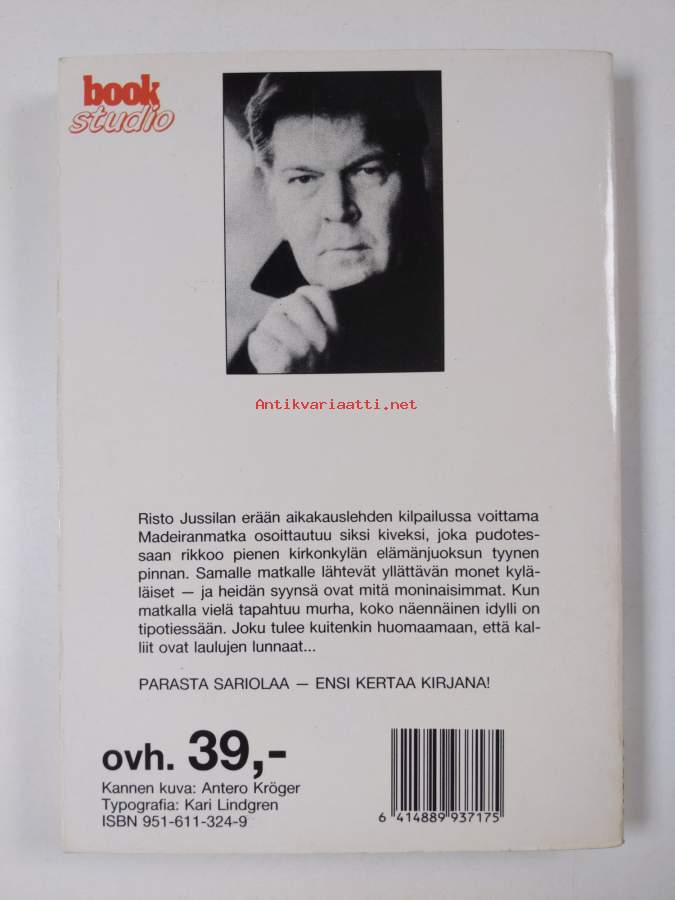 book
studio
Antikvariaatti.net
Risto Jussilan erään aikakauslehden kilpailussa voittama
Madeiranmatka osoittautuu siksi kiveksi, joka pudotes-
saan rikkoo pienen kirkonkylän elämänjuoksun tyynen
pinnan. Samalle matkalle lähtevät yllättävän monet kylä-
läiset — ja heidän syynsä ovat mitä moninaisimmat. Kun
matkalla vielä tapahtuu murha, koko näennäinen idylli on
tipotiessään. Joku tulee kuitenkin huomaamaan, että kal-
liit ovat laulujen lunnaat...
PARASTA SARIOLAA — ENSI KERTAA KIRJANA!
ovh. 39,-
Kannen kuva: Antero Kröger
Typografia: Kari Lindgren
ISBN 951-611-324-9
6 414889 937175